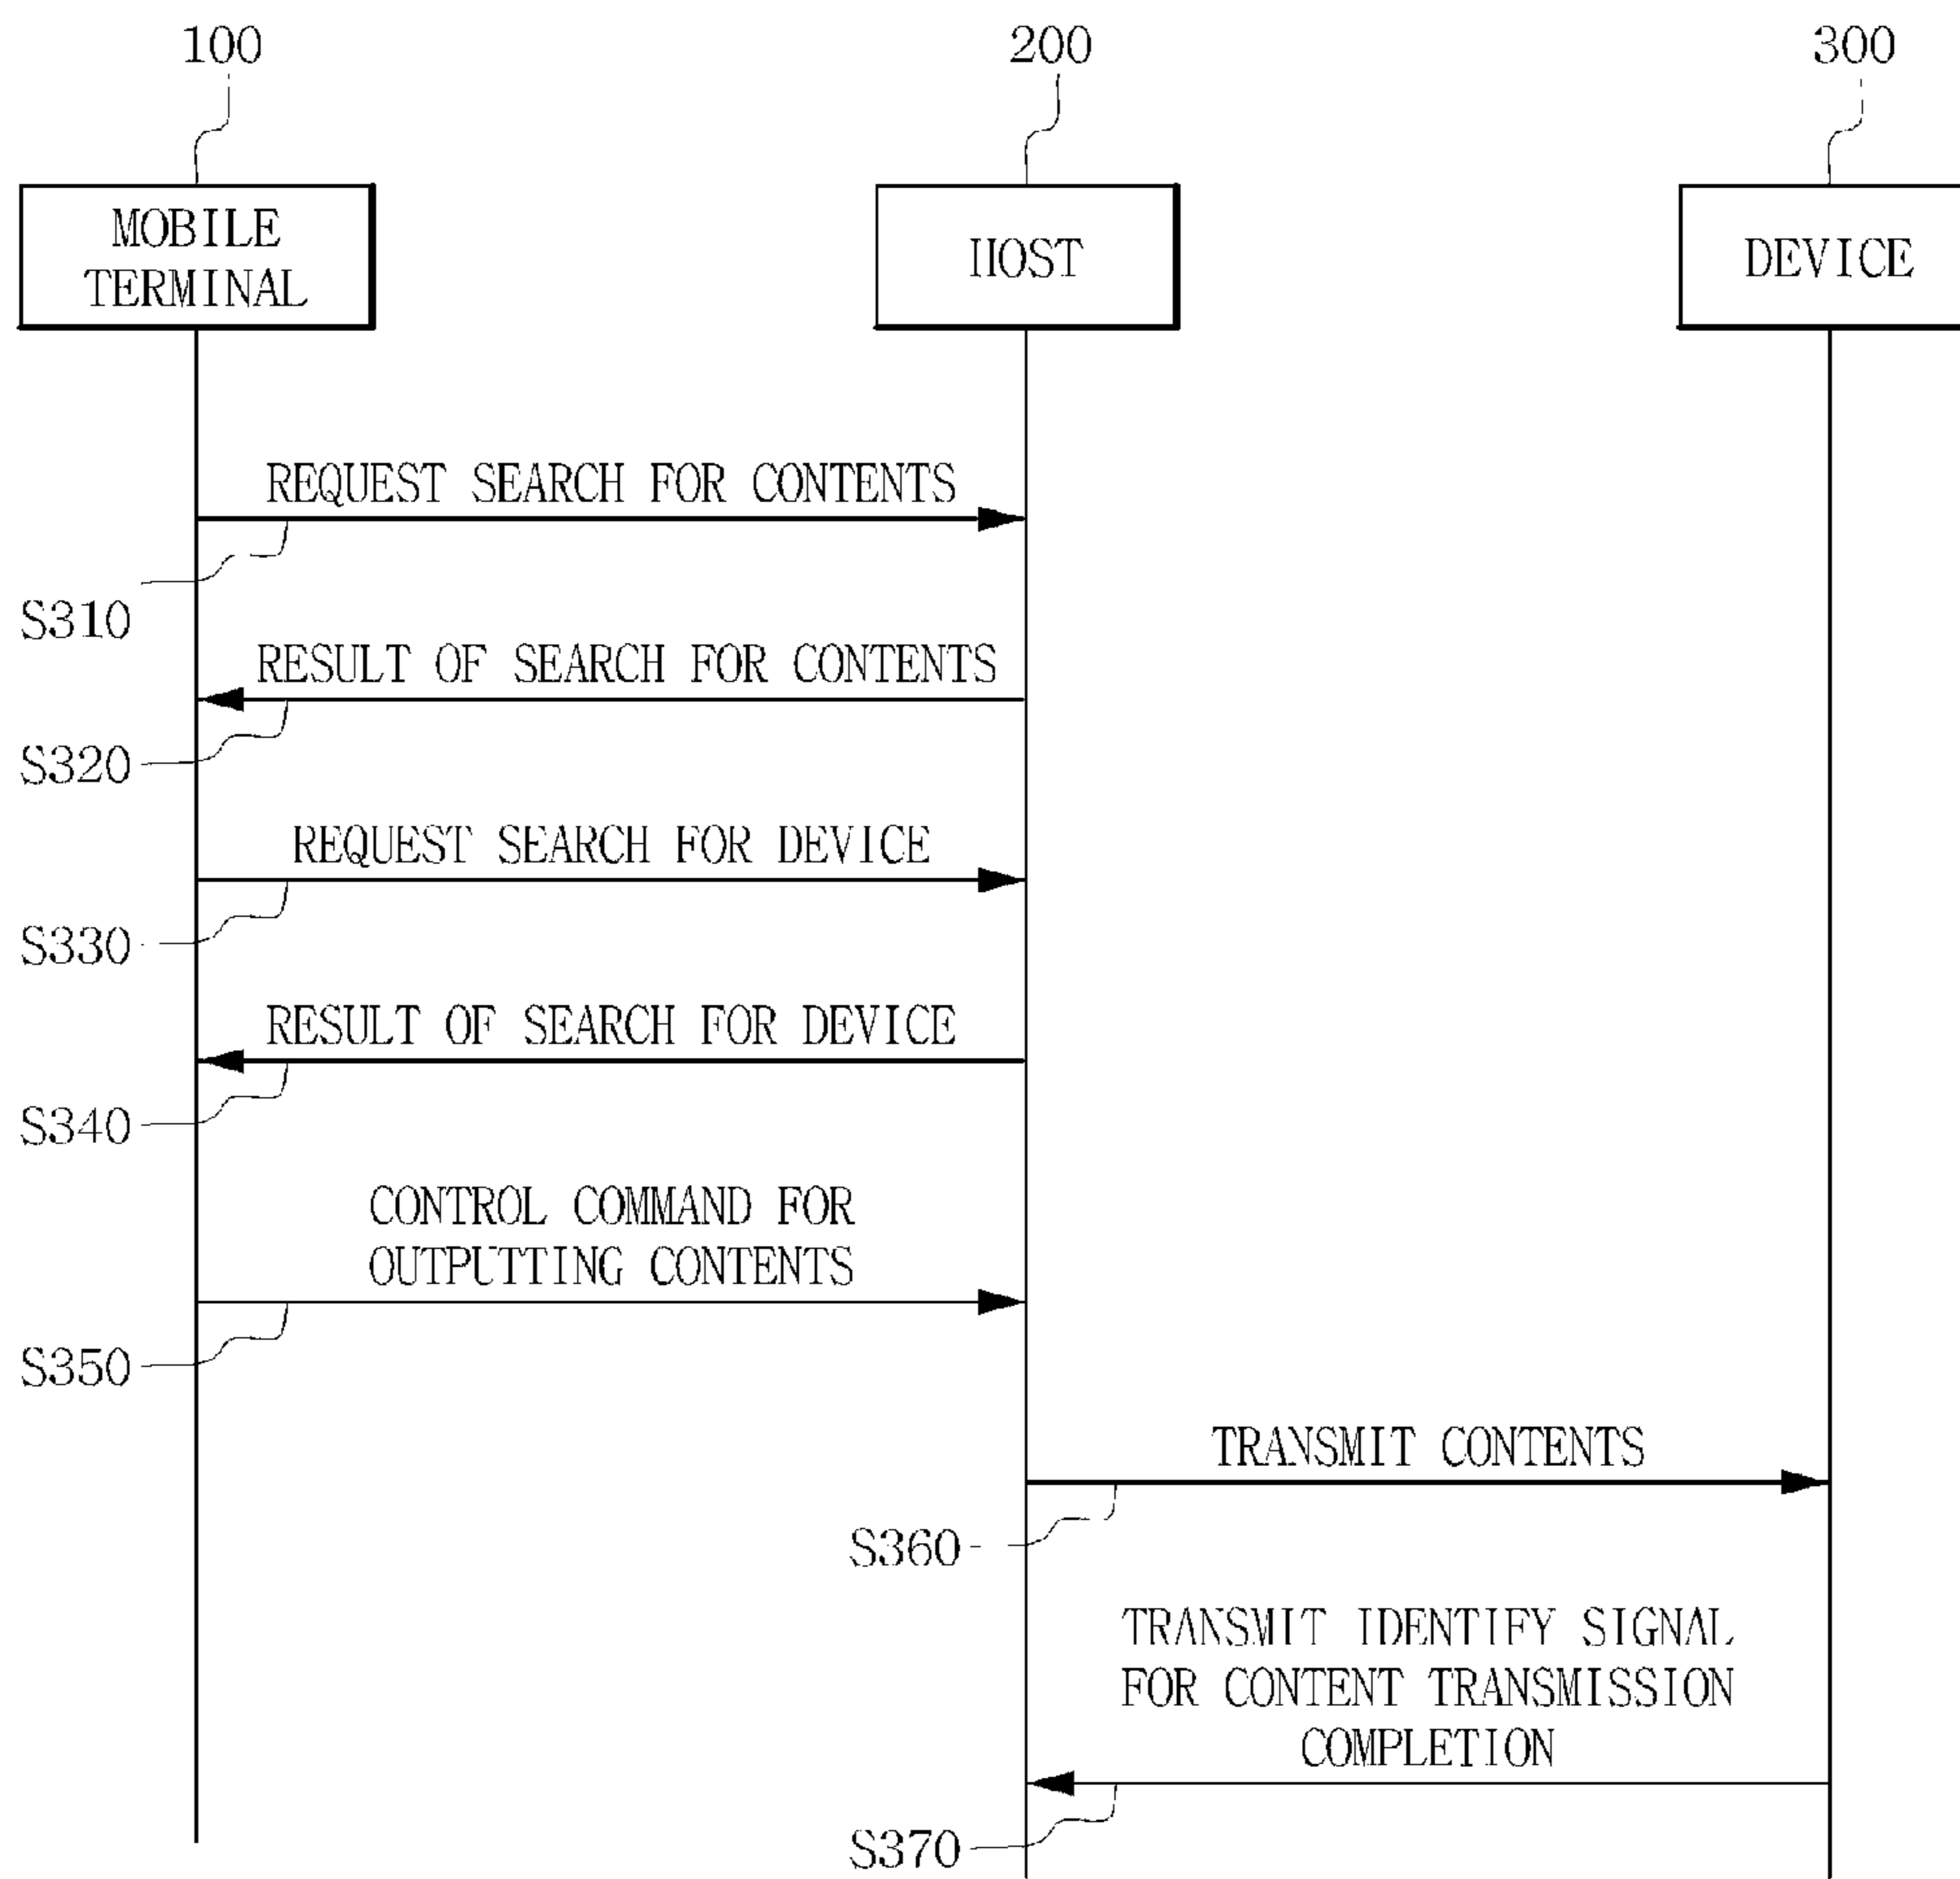 100
200
300
MOBILE
TERMINAL
HOST
DEVICE
REQUEST SEARCH FOR CONTENTS
S310
RESULT OF SEARCH FOR CONTENTS
S320
REQUEST SEARCH FOR DEVICE
S330
RESULT OF SEARCH FOR DEVICE
S340
CONTROL COMMAND FOR
OUTPUTTING CONTENTS
S350
TRANSMIT CONTENTS
S360
TRANSMIT IDENTIFY SIGNAL
FOR CONTENT TRANSMISSION
COMPLETION
S370